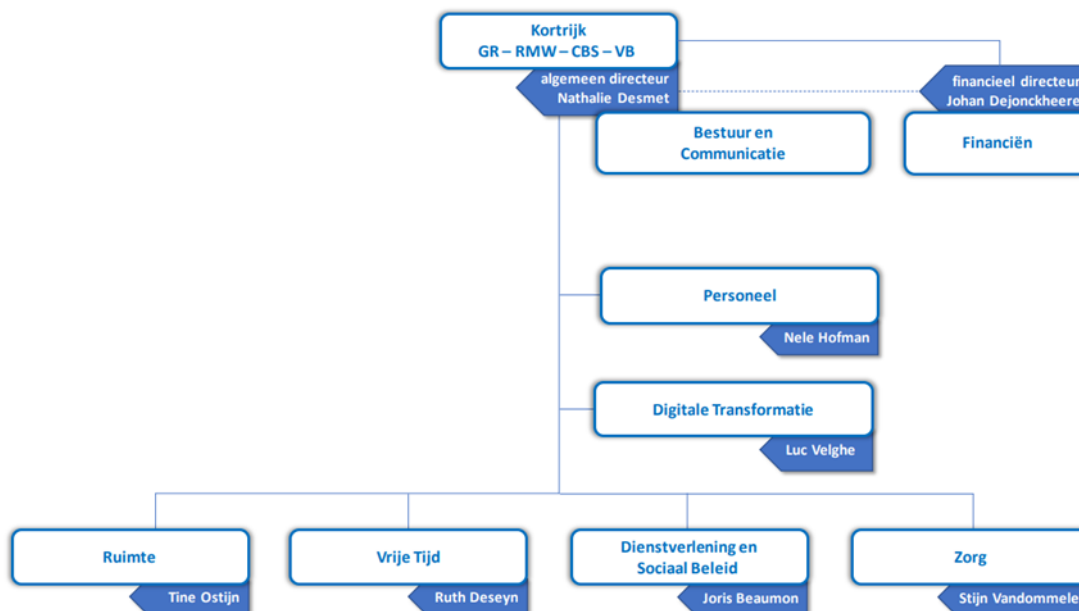 Kortrijk
GR – RMW – CBS – VB
algemeen directeur
Nathalie Desmet
financieel directeur
Johan Dejonckheere
Bestuur en
Communicatie
Financiën
Personeel
Nele Hofman
Digitale Transformatie
Luc Velghe
Ruimte
Tine Ostijn
Vrije Tijd
Ruth Deseyn
Dienstverlening en
Sociaal Beleid
Joris Beaumon
Zorg
Stijn Vandommele